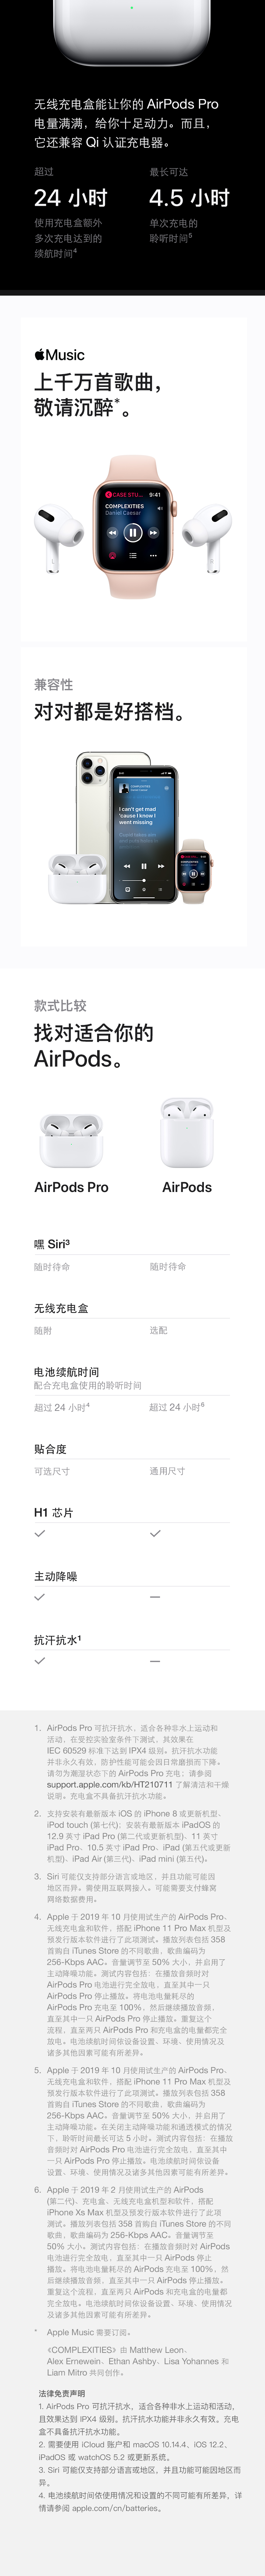 无线充电盒能让你的 AirPods Pro
电量满满，给你十足动力。而且，
它还兼容 Qi 认证充电器。
超过
24 小时
使用充电盒额外
多次充电达到的
续航时间4
最长可达
4.5 小时
单次充电的
聆听时间5
Music
上千万首歌曲，
敬请沉醉*。
CASE STU...
9:41
COMPLEXITIES
Daniel Caesar
兼容性
对对都是好搭档。
I can't get mad
'cause I know I
went missing
款式比较
找对适合你的
AirPods。
AirPods Pro
AirPods
嘿 Siri3
随时待命
随时待命
无线充电盒
随附
选配
电池续航时间
配合充电盒使用的聆听时间
超过 24 小时4
超过 24 小时6
贴合度
可选尺寸
通用尺寸
H1 芯片
主动降噪
—
抗汗抗水1
—
1. AirPods Pro 可抗汗抗水，适合各种非水上运动和
活动，在受控实验室条件下测试，其效果在
IEC 60529 标准下达到 IPX4 级别。抗汗抗水功能
并非永久有效，防护性能可能会因日常磨损而下降。
请勿为潮湿状态下的 AirPods Pro 充电；请参阅
support.apple.com/kb/HT210711 了解清洁和干燥
说明。充电盒不具备抗汗抗水功能。
2. 支持安装有最新版本 iOS 的 iPhone 8 或更新机型、
iPod touch (第七代)；安装有最新版本 iPadOS 的
12.9 英寸 iPad Pro (第二代或更新机型)、11 英寸
iPad Pro、10.5 英寸 iPad Pro、iPad (第五代或更新
机型)、iPad Air (第三代)、iPad mini (第五代)。
3. Siri 可能仅支持部分语言或地区，并且功能可能因
地区而异。需使用互联网接入。可能需要支付蜂窝
网络数据费用。
4. Apple 于 2019 年 10 月使用试生产的 AirPods Pro、
无线充电盒和软件，搭配 iPhone 11 Pro Max 机型及
预发行版本软件进行了此项测试。播放列表包括 358
首购自 iTunes Store 的不同歌曲，歌曲编码为
256-Kbps AAC。音量调节至 50% 大小，并启用了
主动降噪功能。测试内容包括：在播放音频时对
AirPods Pro 电池进行完全放电，直至其中一只
AirPods Pro 停止播放。将电池电量耗尽的
AirPods Pro 充电至 100%，然后继续播放音频，
直至其中一只 AirPods Pro 停止播放。重复这个
流程，直至两只 AirPods Pro 和充电盒的电量都完全
放电。电池续航时间依设备设置、环境、使用情况及
诸多其他因素可能有所差异。
5. Apple 于 2019 年 10 月使用试生产的 AirPods Pro、
无线充电盒和软件，搭配 iPhone 11 Pro Max 机型及
预发行版本软件进行了此项测试。播放列表包括 358
首购自 iTunes Store 的不同歌曲，歌曲编码为
256-Kbps AAC。音量调节至 50% 大小，并启用了
主动降噪功能。在关闭主动降噪功能和通透模式的情况
下，聆听时间最长可达 5 小时。测试内容包括：在播放
音频时对 AirPods Pro 电池进行完全放电，直至其中
一只 AirPods Pro 停止播放。电池续航时间依设备
设置、环境、使用情况及诸多其他因素可能有所差异。
6. Apple 于 2019 年 2 月使用试生产的 AirPods
(第二代)、充电盒、无线充电盒机型和软件，搭配
iPhone Xs Max 机型及预发行版本软件进行了此项
测试。播放列表包括 358 首购自 iTunes Store 的不同
歌曲，歌曲编码为 256-Kbps AAC。音量调节至
50% 大小。测试内容包括：在播放音频时对 AirPods
电池进行完全放电，直至其中一只 AirPods 停止
播放。将电池电量耗尽的 AirPods 充电至 100%，然
后继续播放音频，直至其中一只 AirPods 停止播放。
重复这个流程，直至两只 AirPods 和充电盒的电量都
完全放电。电池续航时间依设备设置、环境、使用情况
及诸多其他因素可能有所差异。
* Apple Music 需要订阅。
《COMPLEXITIES》由 Matthew Leon、
Alex Ernewein、Ethan Ashby、Lisa Yohannes 和
Liam Mitro 共同创作。
法律免责声明
1. AirPods Pro 可抗汗抗水，适合各种非水上运动和活动，
且效果达到 IPX4 级别。抗汗抗水功能并非永久有效。充电
盒不具备抗汗抗水功能。
2. 需要使用 iCloud 账户和 macOS 10.14.4、iOS 12.2、
iPadOS 或 watchOS 5.2 或更新系统。
3. Siri 可能仅支持部分语言或地区，并且功能可能因地区而
异。
4. 电池续航时间依使用情况和设置的不同可能有所差异，详
情请参阅 apple.com/cn/batteries。